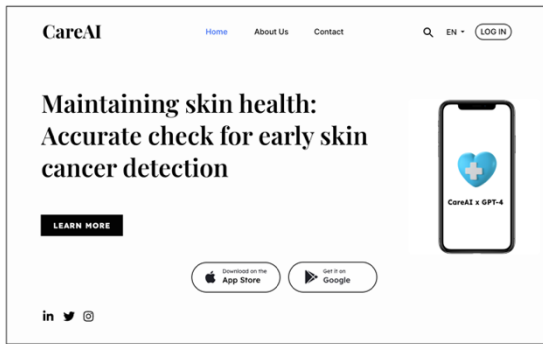 CareAI
Home
About Us
Contact
EN
LOG IN
Maintaining skin health:
Accurate check for early skin
cancer detection
CareAI x GPT-4
LEARN MORE
Download on the
App Store
Get it on
Google
in